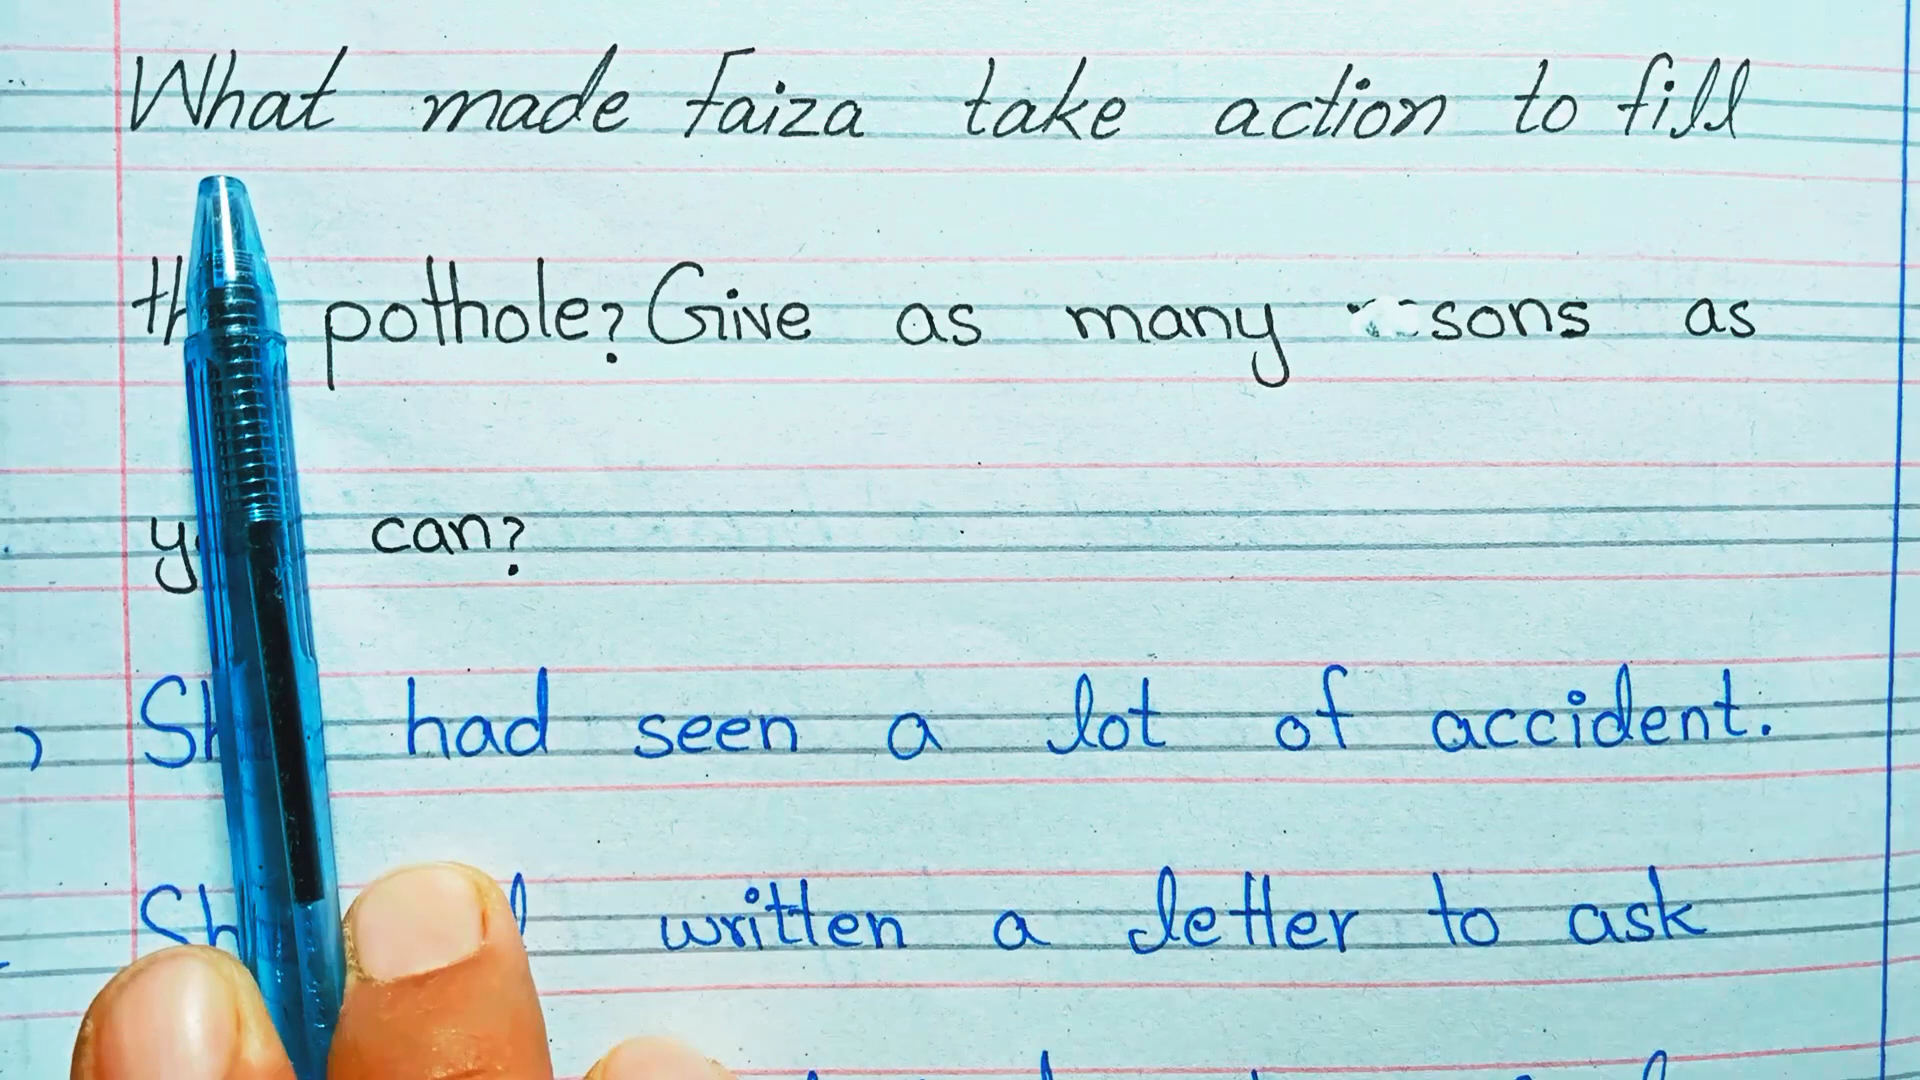 What made Faiza take action to fill
pothole? Give as many as
can?
had seen a lot of accident.
written a letter to ask